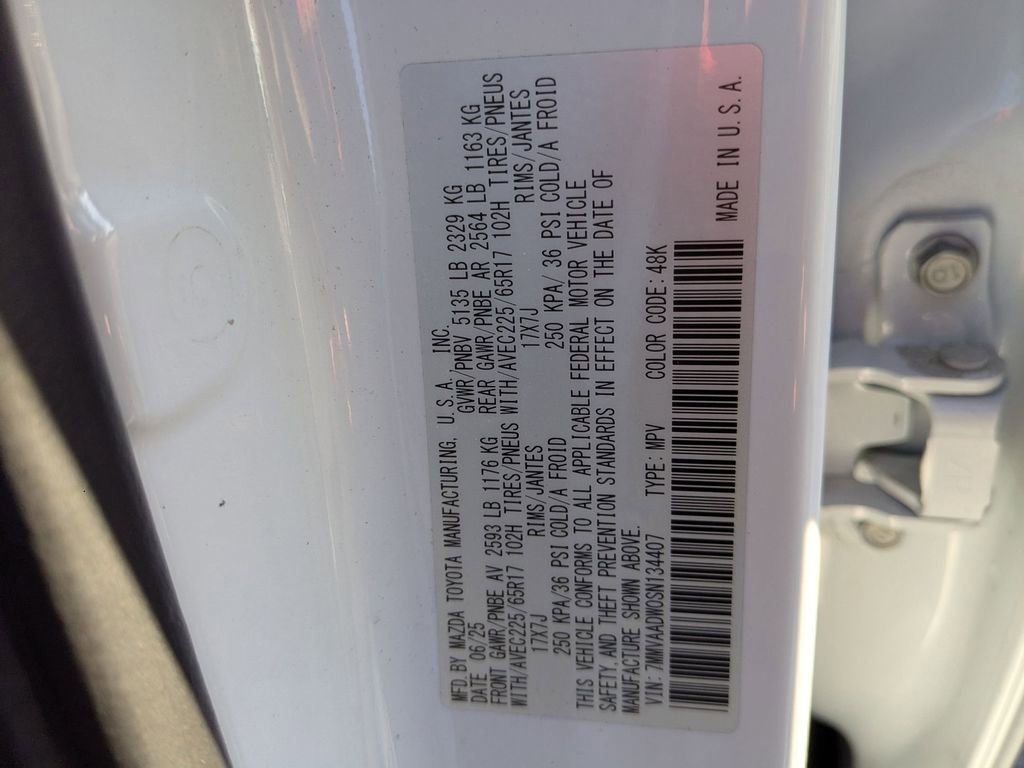 MFD. BY MAZDA TOYOTA MANUFACTURING, U. S. A., INC.
DATE 06/25 GVWR/PNBV 5135 LB 2329 KG
FRONT GAWR/PNBE AV 2593 LB 1176 KG REAR GAWR/PNBE AR 2564 LB 1163 KG
WITH/AVEC225/65R17 102H TIRES/PNEUS WITH/AVEC225/65R17 102H TIRES/PNEUS
17X7J RIMS/JANTES 17X7J RIMS/JANTES
250 KPA/36 PSI COLD/A FROID 250 KPA/ 36 PSI COLD/A FROID
THIS VEHICLE CONFORMS TO ALL APPLICABLE FEDERAL MOTOR VEHICLE
SAFETY, AND THEFT PREVENTION STANDARDS IN EFFECT ON THE DATE OF
MANUFACTURE SHOWN ABOVE.
VIN: 7MMVAADW0SN134407 TYPE: MPV COLOR CODE: 48K
MADE IN U. S. A.